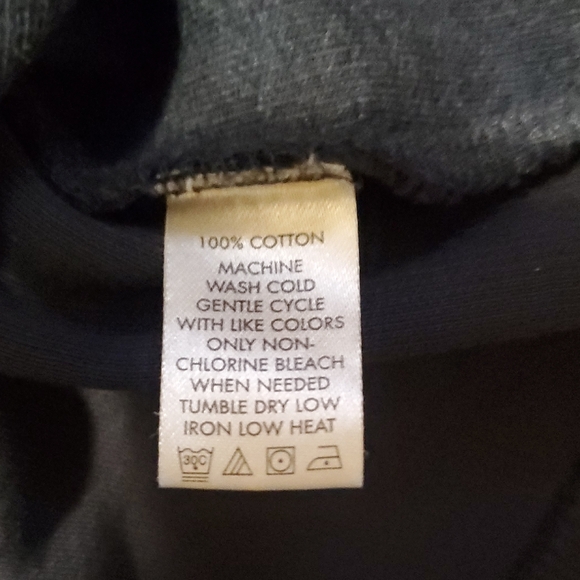 100% COTTON
MACHINE
WASH COLD
GENTLE CYCLE
WITH LIKE COLORS
ONLY NON-
CHLORINE BLEACH
WHEN NEEDED
TUMBLE DRY LOW
IRON LOW HEAT
30C